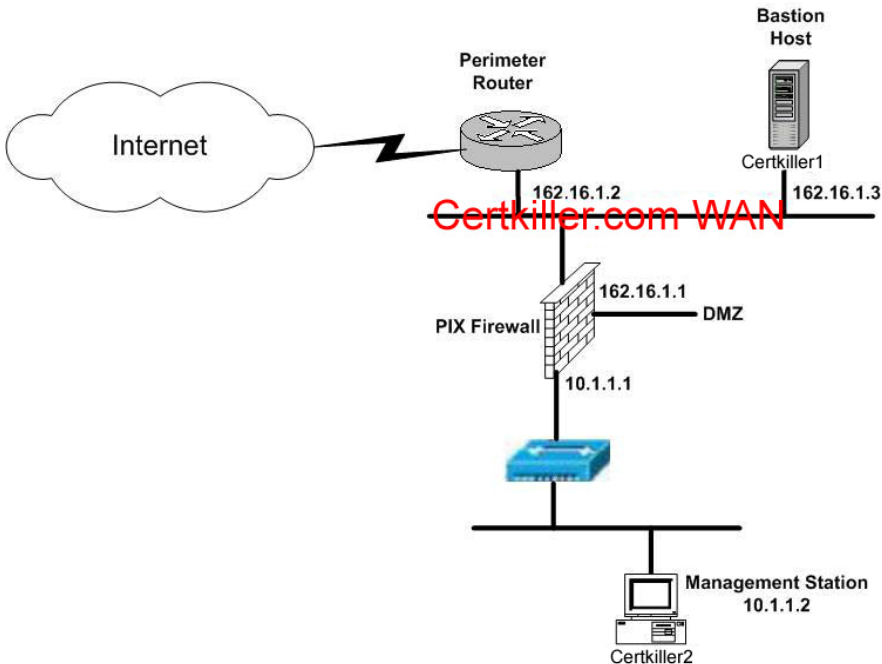 Bastion
Host
Perimeter
Router
Internet
Certkiller1
162.16.1.2
162.16.1.3
Certkiller.com WAN
162.16.1.1
PIX Firewall
DMZ
10.1.1.1
Management Station
10.1.1.2
Certkiller2